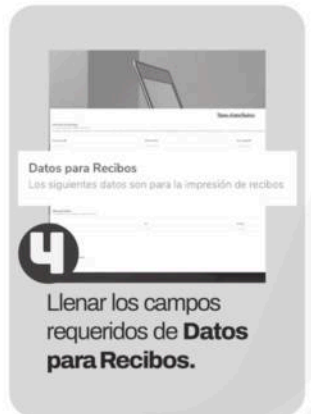 Datos para Recibos
Los siguientes datos son para la impresión de recibos
4
Llenar los campos
requeridos de Datos
para Recibos.